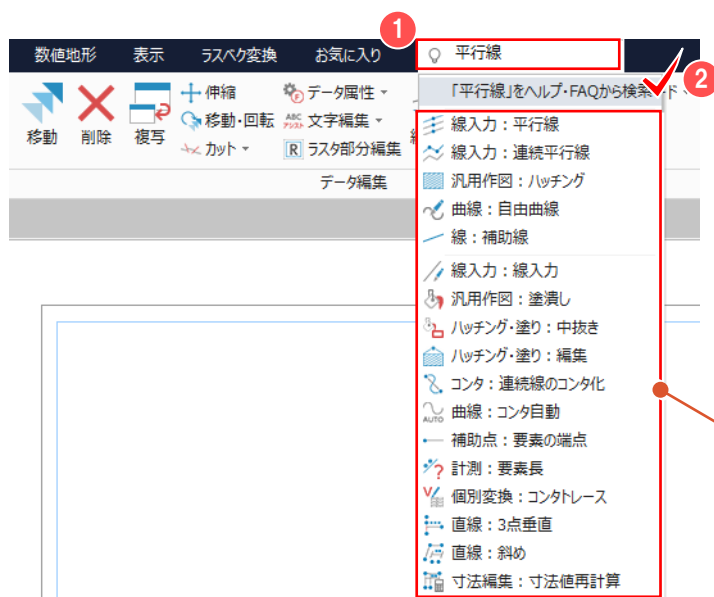 1
数値地形 表示 ラスベク変換 お気に入り 平行線
2
「平行線」をヘルプ・FAQから検索
移動
削除
複写
伸縮
移動・回転
カット
データ属性
ABC アシスト 文字編集
R ラスタ部分編集
データ編集
線入力：平行線
線入力：連続平行線
汎用作図：ハッチング
曲線：自由曲線
線：補助線
線入力：線入力
汎用作図：塗潰し
ハッチング・塗り：中抜き
ハッチング・塗り：編集
コンタ：連続線のコンタ化
AUTO 曲線：コンタ自動
補助点：要素の端点
計測：要素長
個別変換：コンタトレース
直線：3点垂直
直線：斜め
寸法編集：寸法値再計算